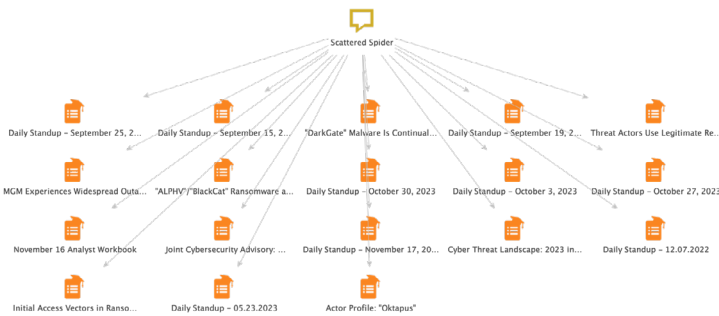 Scattered Spider
Daily Standup - September 25, 2...
Daily Standup - September 15, 2...
"DarkGate" Malware Is Continual...
Daily Standup - September 19, 2...
Threat Actors Use Legitimate Re...
MGM Experiences Widespread Outa...
"ALPHV"/"BlackCat" Ransomware a...
Daily Standup - October 30, 2023
Daily Standup - October 3, 2023
Daily Standup - October 27, 2023
November 16 Analyst Workbook
Joint Cybersecurity Advisory: ...
Daily Standup - November 17, 20...
Cyber Threat Landscape: 2023 in...
Daily Standup - 12.07.2022
Initial Access Vectors in Ranso...
Daily Standup - 05.23.2023
Actor Profile: "Oktapus"